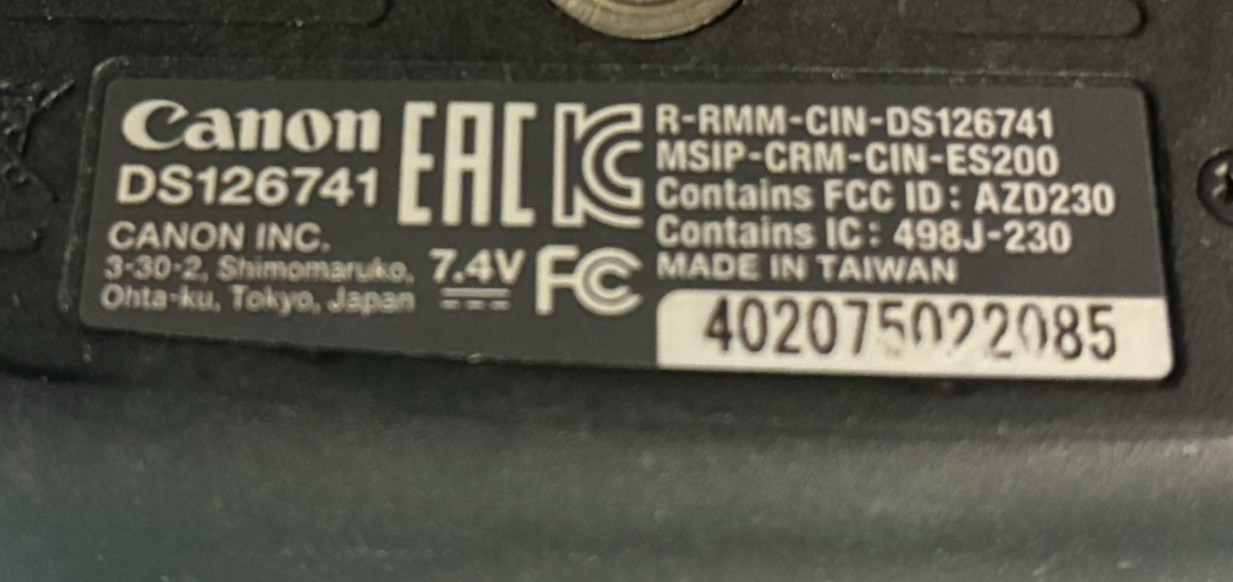 Canon
DS126741
CANON INC.
3-30-2, Shimomaruko,
Ohta-ku, Tokyo, Japan
7.4V
EAC
KC
FC
R-RMM-CIN-DS126741
MSIP-CRM-CIN-ES200
Contains FCC ID: AZD230
Contains IC: 498J-230
MADE IN TAIWAN
402075022085